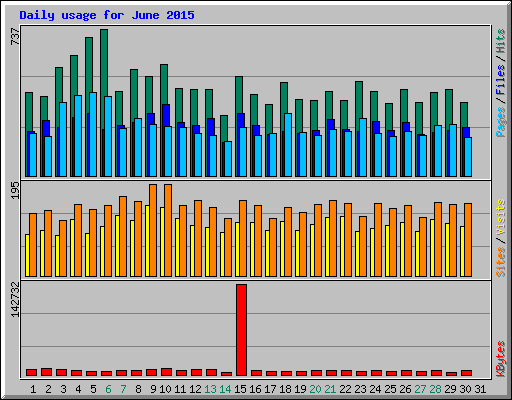 Daily usage for June 2015
737
Pages / Files / Hits
195
Sites / Visits
142732
KBytes
1 2 3 4 5 6 7 8 9 10 11 12 13 14 15 16 17 18 19 20 21 22 23 24 25 26 27 28 29 30 31